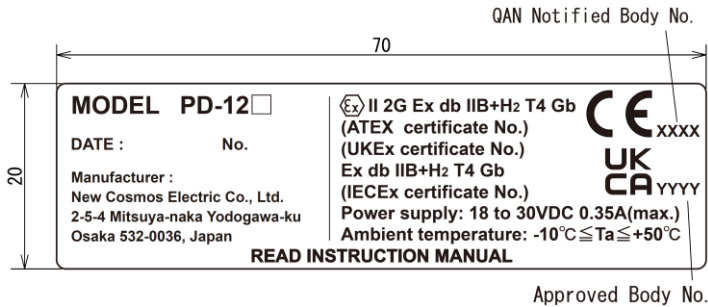 QAN Notified Body No.
70
20
MODEL PD-12□
DATE : No.
Manufacturer :
New Cosmos Electric Co., Ltd.
2-5-4 Mitsuya-naka Yodogawa-ku
Osaka 532-0036, Japan
Ex II 2G Ex db IIB+H2 T4 Gb
(ATEX certificate No.)
(UKEx certificate No.)
Ex db IIB+H2 T4 Gb
(IECEx certificate No.)
Power supply: 18 to 30VDC 0.35A(max.)
Ambient temperature: -10℃≦Ta≦+50℃
CE XXXX
UK
CA YYYY
READ INSTRUCTION MANUAL
Approved Body No.